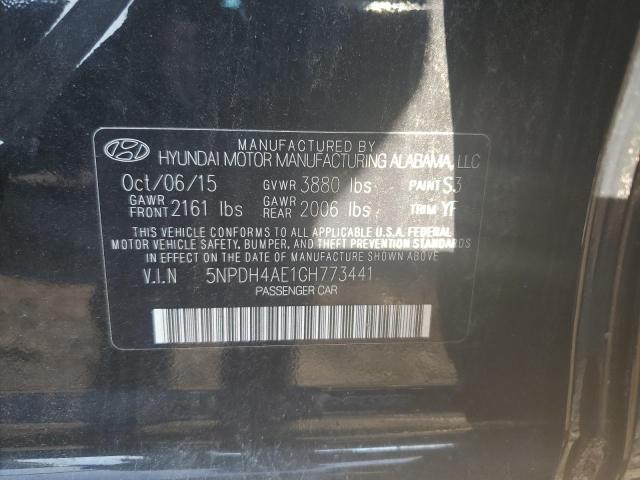 MANUFACTURED BY
HYUNDAI MOTOR MANUFACTURING ALABAMA, LLC
Oct/06/15 GVWR 3880 lbs PAINT S3
GAWR FRONT 2161 lbs GAWR REAR 2006 lbs TRIM YF
THIS VEHICLE CONFORMS TO ALL APPLICABLE U.S.A. FEDERAL
MOTOR VEHICLE SAFETY, BUMPER, AND THEFT PREVENTION STANDARDS
IN EFFECT ON THE DATE OF MANUFACTURE SHOWN ABOVE.
V.I.N 5NPDH4AE1GH773441
PASSENGER CAR